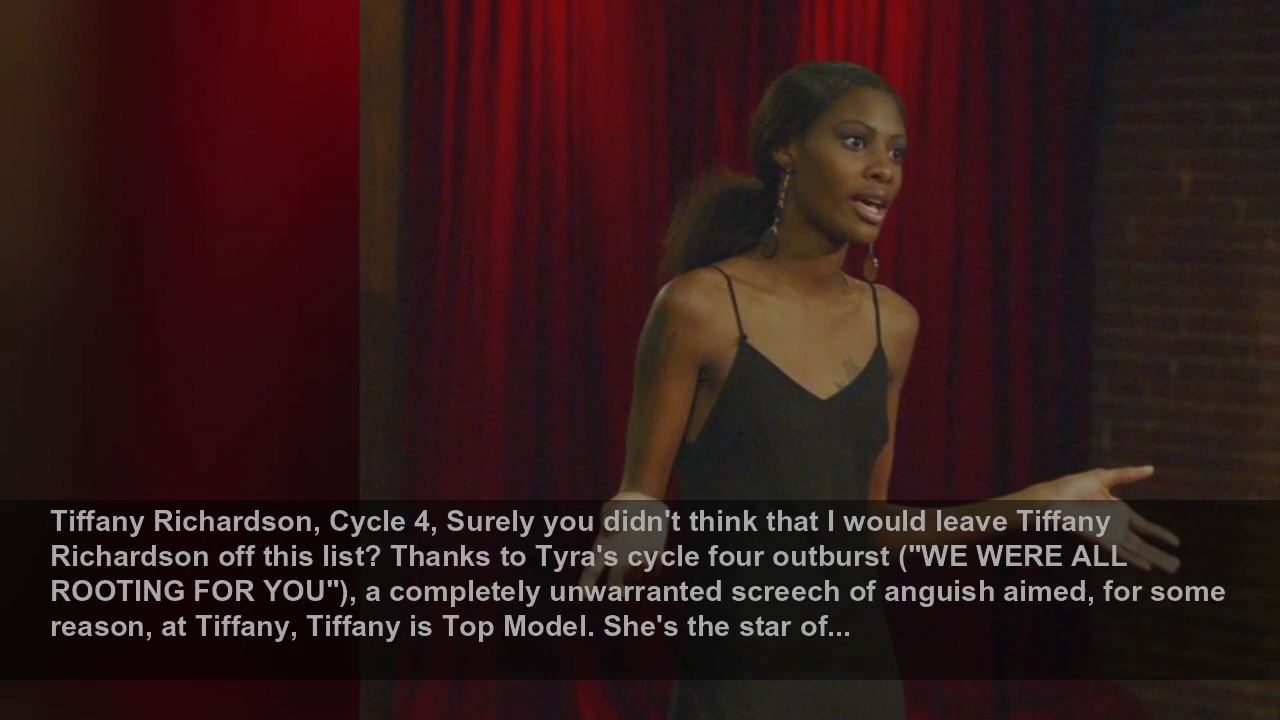 Tiffany Richardson, Cycle 4, Surely you didn't think that I would leave Tiffany
Richardson off this list? Thanks to Tyra's cycle four outburst ("WE WERE ALL
ROOTING FOR YOU"), a completely unwarranted screech of anguish aimed, for some
reason, at Tiffany, Tiffany is Top Model. She's the star of...